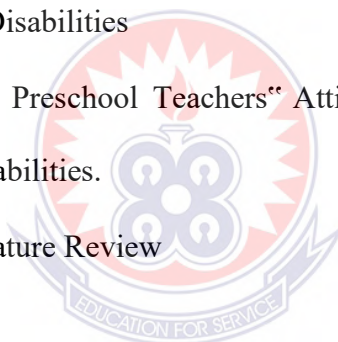 Disabilities
Preschool Teachers‟ Atti
abilities.
ature Review
EDUCATION FOR SERVICE